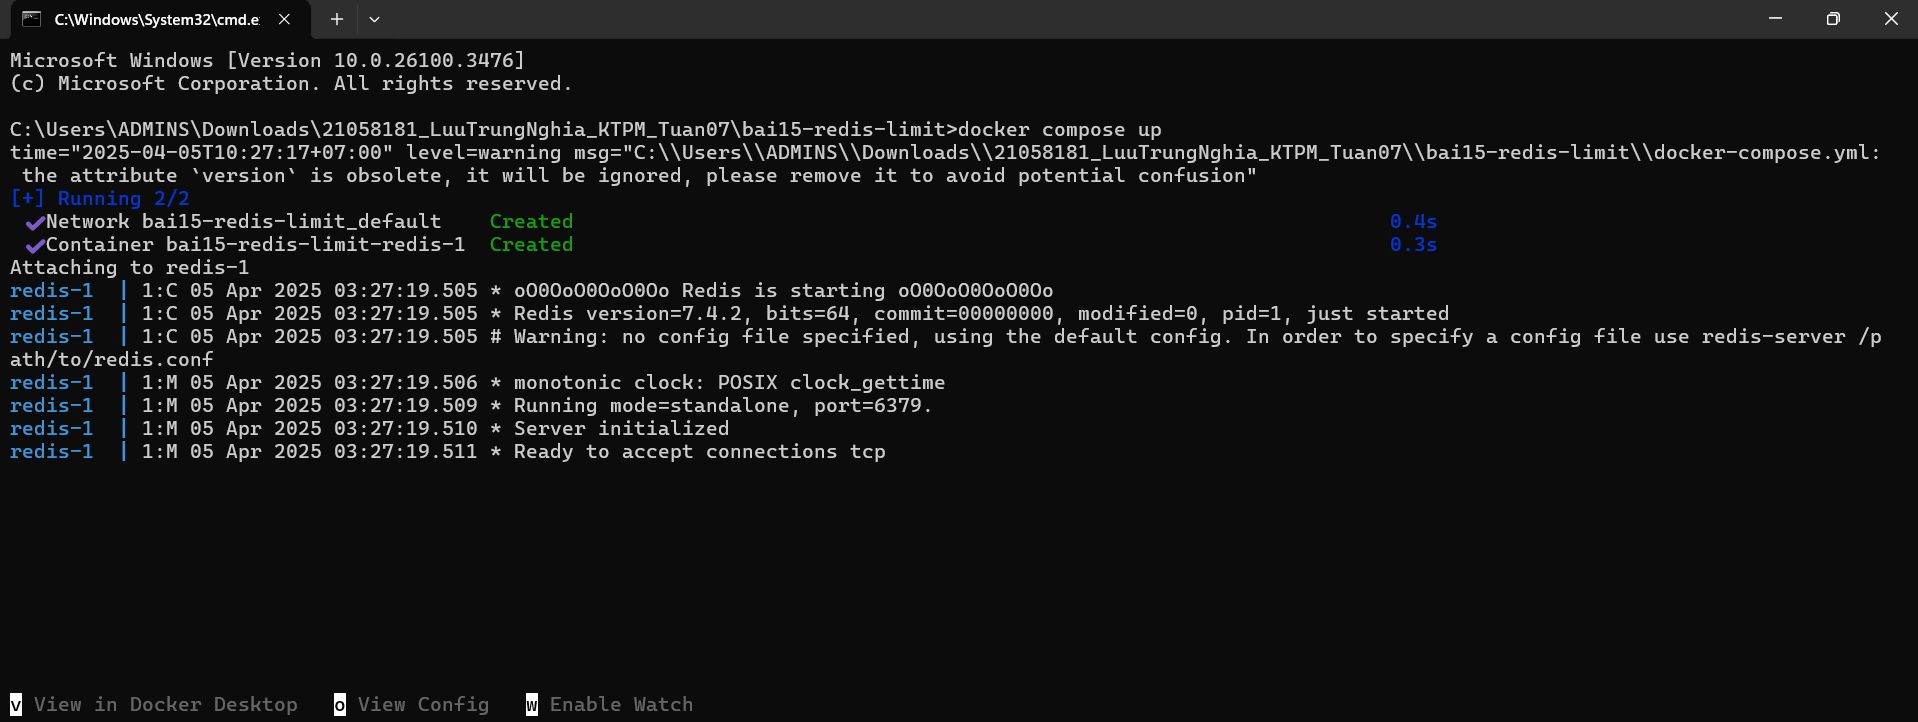 C:\Windows\System32\cmd.e
Microsoft Windows [Version 10.0.26100.3476]
(c) Microsoft Corporation. All rights reserved.
C:\Users\ADMINS\Downloads\21058181_LuuTrungNghia_KTPM_Tuan07\bai15-redis-limit>docker compose up
time="2025-04-05T10:27:17+07:00" level=warning msg="C:\\Users\\ADMINS\\Downloads\\21058181_LuuTrungNghia_KTPM_Tuan07\\bai15-redis-limit\\docker-compose.yml:
the attribute `version` is obsolete, it will be ignored, please remove it to avoid potential confusion"
[+] Running 2/2
✔Network bai15-redis-limit_default Created 0.4s
✔Container bai15-redis-limit-redis-1 Created 0.3s
Attaching to redis-1
redis-1 | 1:C 05 Apr 2025 03:27:19.505 * oO0OoO0OoO0Oo Redis is starting oO0OoO0OoO0Oo
redis-1 | 1:C 05 Apr 2025 03:27:19.505 * Redis version=7.4.2, bits=64, commit=00000000, modified=0, pid=1, just started
redis-1 | 1:C 05 Apr 2025 03:27:19.505 # Warning: no config file specified, using the default config. In order to specify a config file use redis-server /p
ath/to/redis.conf
redis-1 | 1:M 05 Apr 2025 03:27:19.506 * monotonic clock: POSIX clock_gettime
redis-1 | 1:M 05 Apr 2025 03:27:19.509 * Running mode=standalone, port=6379.
redis-1 | 1:M 05 Apr 2025 03:27:19.510 * Server initialized
redis-1 | 1:M 05 Apr 2025 03:27:19.511 * Ready to accept connections tcp
v View in Docker Desktop o View Config w Enable Watch